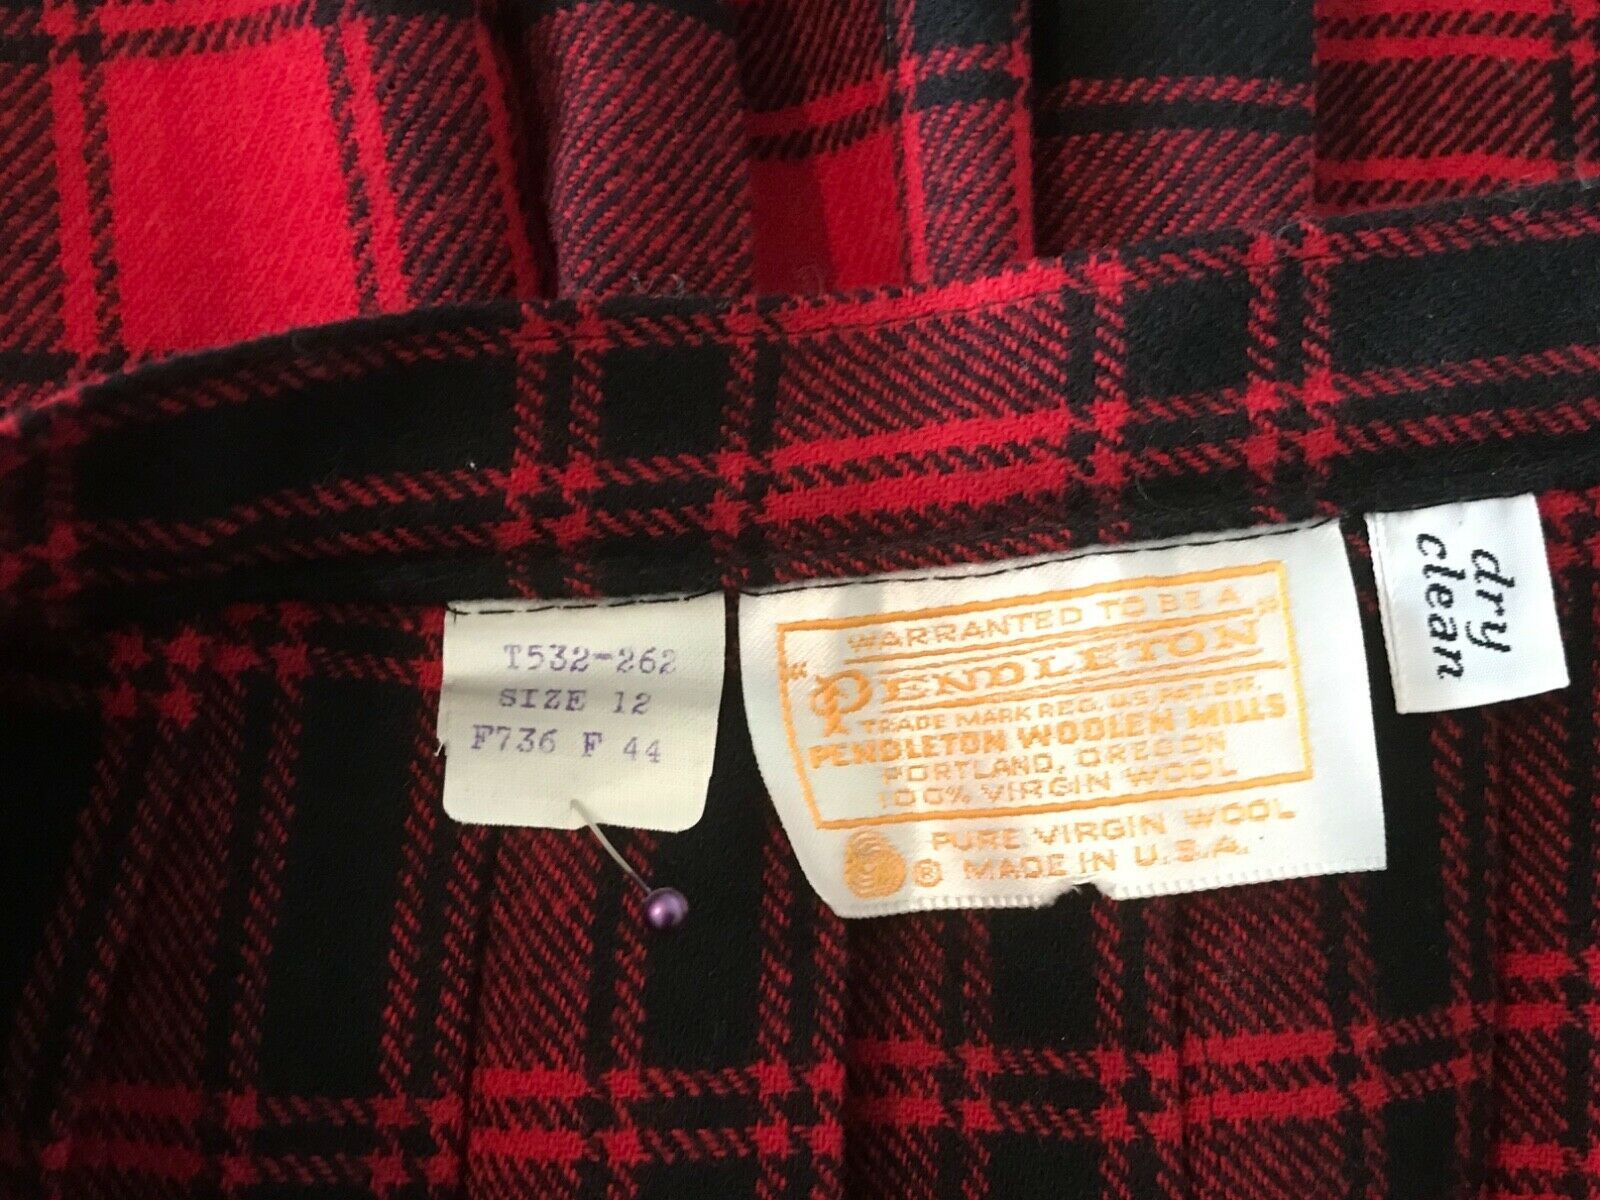 T532-262
SIZE 12
F736 F 44
WARRANTED TO BE A
"PENDLETON"
TRADE MARK REG. U.S. PAT. OFF.
PENDLETON WOOLEN MILLS
PORTLAND, OREGON
100% VIRGIN WOOL
PURE VIRGIN WOOL
® MADE IN U.S.A.
dry
clean